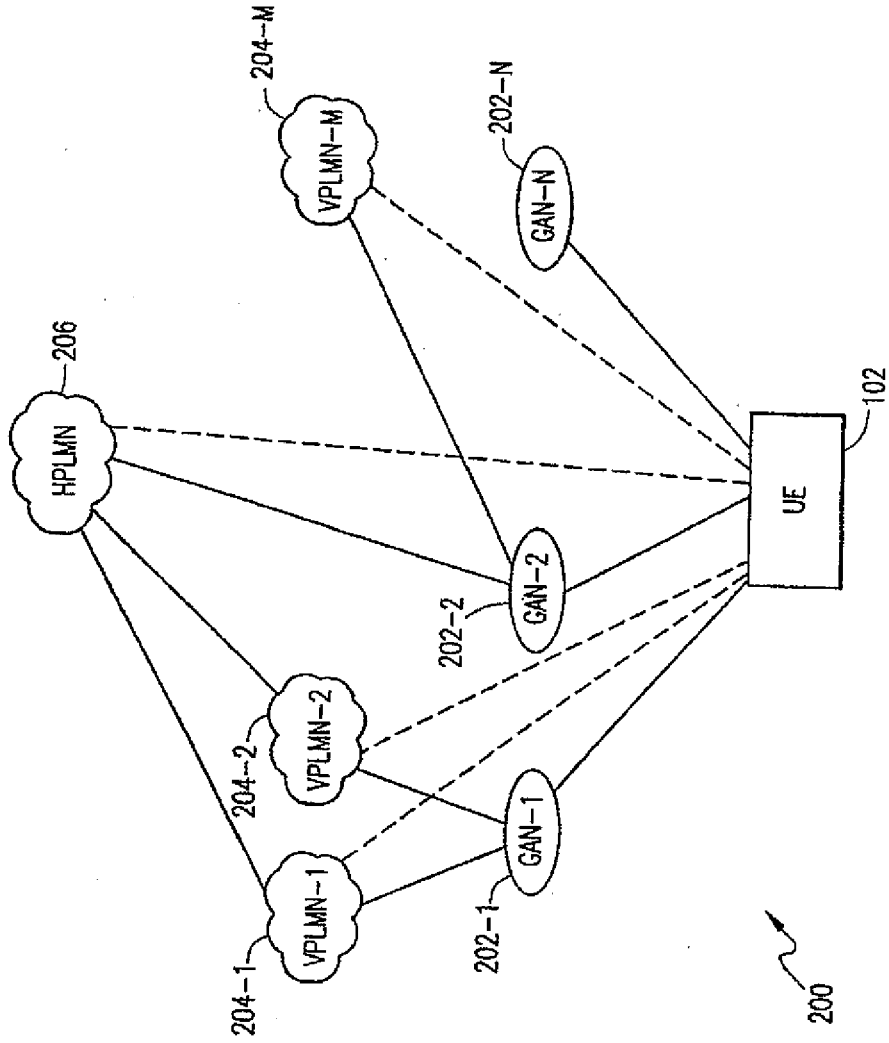 206
HPLMN
204-M
VPLMN-M
204-2
VPLMN-2
204-1
VPLMN-1
202-N
GAN-N
202-2
GAN-2
GAN-1
202-1
UE
102
200